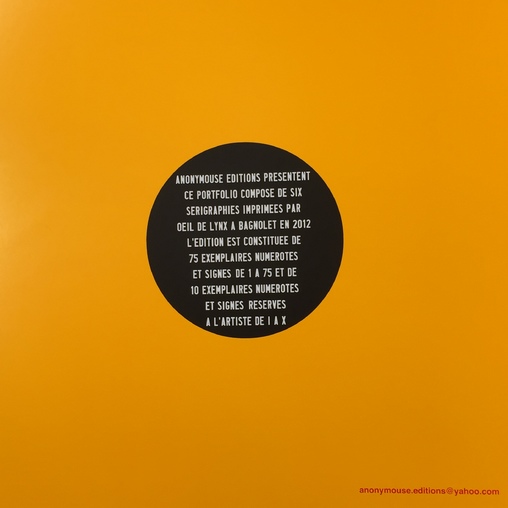 ANONYMOUSE EDITIONS PRESENTENT
CE PORTFOLIO COMPOSE DE SIX
SERIGRAPHIES IMPRIMEES PAR
OEIL DE LYNX A BAGNOLET EN 2012
L'EDITION EST CONSTITUEE DE
75 EXEMPLAIRES NUMEROTES
ET SIGNES DE 1 A 75 ET DE
10 EXEMPLAIRES NUMEROTES
ET SIGNES RESERVES
A L'ARTISTE DE I A X
anonymouse.editions@yahoo.com